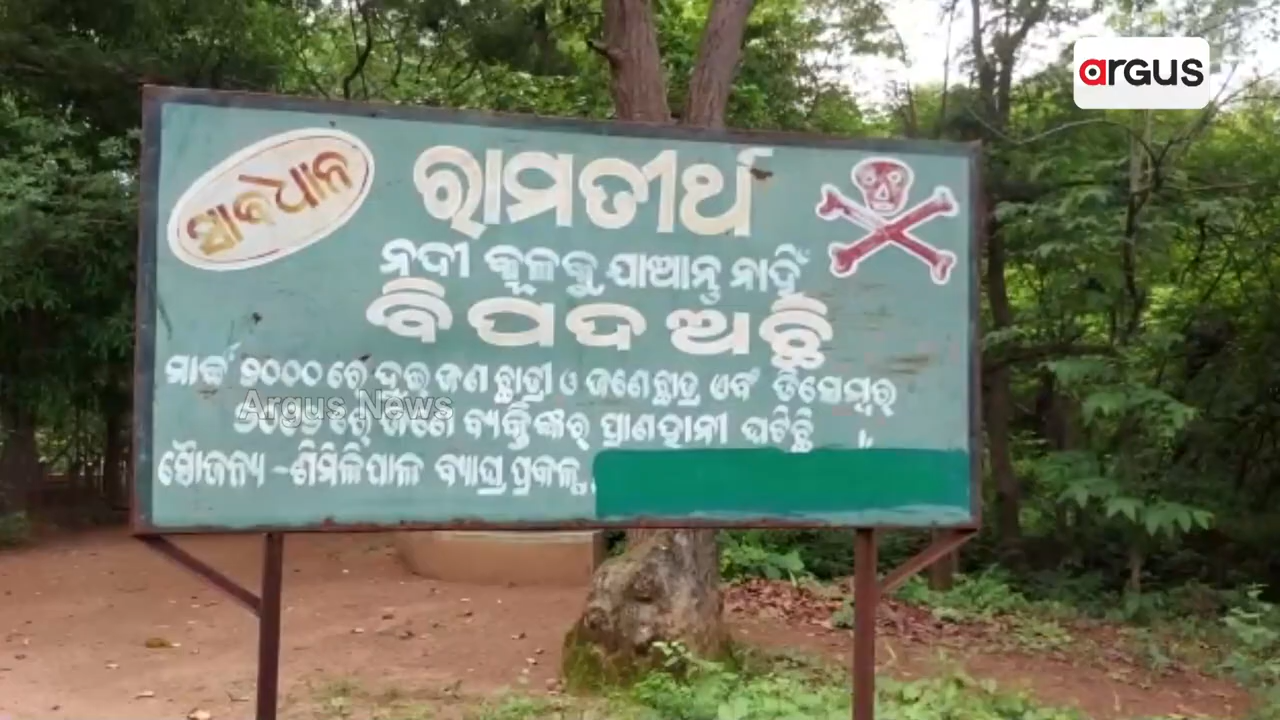 argus
ସାବଧାନ
ରାମତୀର୍ଥ
ନଦୀ କୂଳକୁ ଯାଆନ୍ତୁ ନାହିଁ
ବିପଦ ଅଛି
ମାର୍ଚ୍ଚ ୨୦୦୦ ରେ ଦୁଇ ଜଣ ଛାତ୍ରୀ ଓ ଜଣେ ଛାତ୍ର ଏବଂ ଡିସେମ୍ବର୍
ରେ ଜଣେ ବ୍ୟକ୍ତିଙ୍କର୍ ପ୍ରାଣହାନୀ ଘଟିଛି
Argus News
ସୌଜନ୍ୟ - ଶିମିଳିପାଳ ବ୍ୟାଘ୍ର ପ୍ରକଳ୍ପ